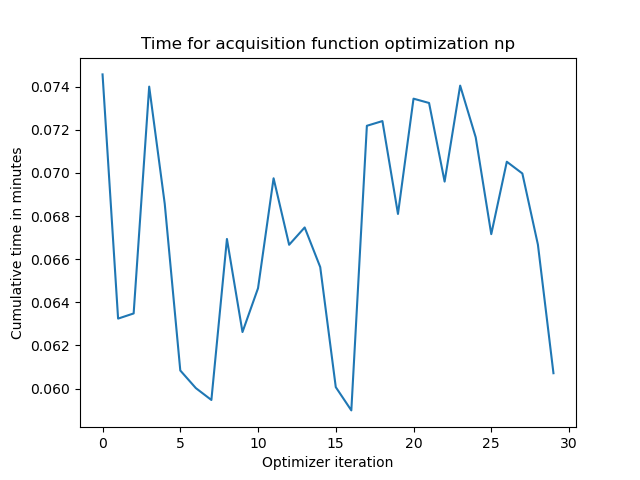 Time for acquisition function optimization np
Cumulative time in minutes
0.074
0.072
0.070
0.068
0.066
0.064
0.062
0.060
0 5 10 15 20 25 30
Optimizer iteration